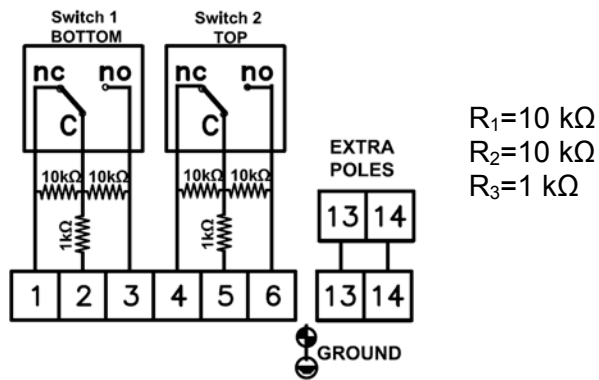 Switch 1
BOTTOM
Switch 2
TOP
nc no
C
nc no
C
10kΩ 10kΩ
1kΩ
10kΩ 10kΩ
1kΩ
1 2 3 4 5 6
EXTRA
POLES
13 14
13 14
GROUND
R₁=10 kΩ
R₂=10 kΩ
R₃=1 kΩ